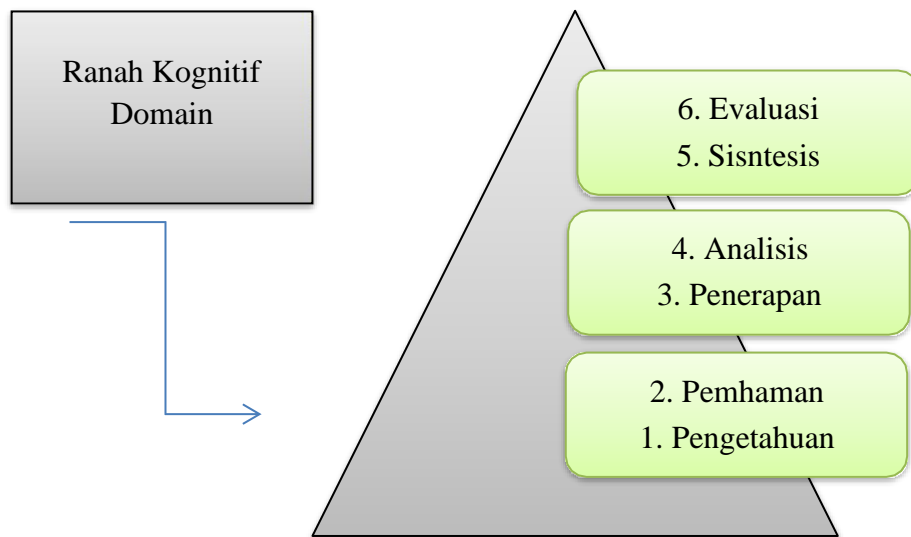 Ranah Kognitif
Domain
6. Evaluasi
5. Sisntesis
4. Analisis
3. Penerapan
2. Pemhaman
1. Pengetahuan